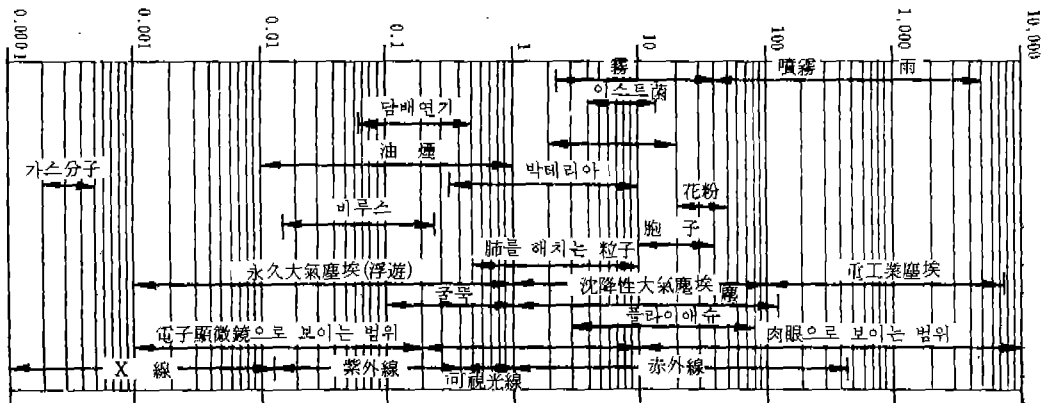 0.0001 0.001 0.01 0.1 1 10 100 1,000 10,000
霧 噴霧 雨
이스트菌
담배연기
油 煙
가스分子 박테리아
花粉
비루스
胞 子
肺를 해치는 粒子
永久大氣塵埃(浮遊) 沈降性大氣塵埃 重工業塵埃
굴뚝
플라이애슈
電子顯微鏡으로 보이는 범위 肉眼으로 보이는 범위
X 線 紫外線 可視光線 赤外線